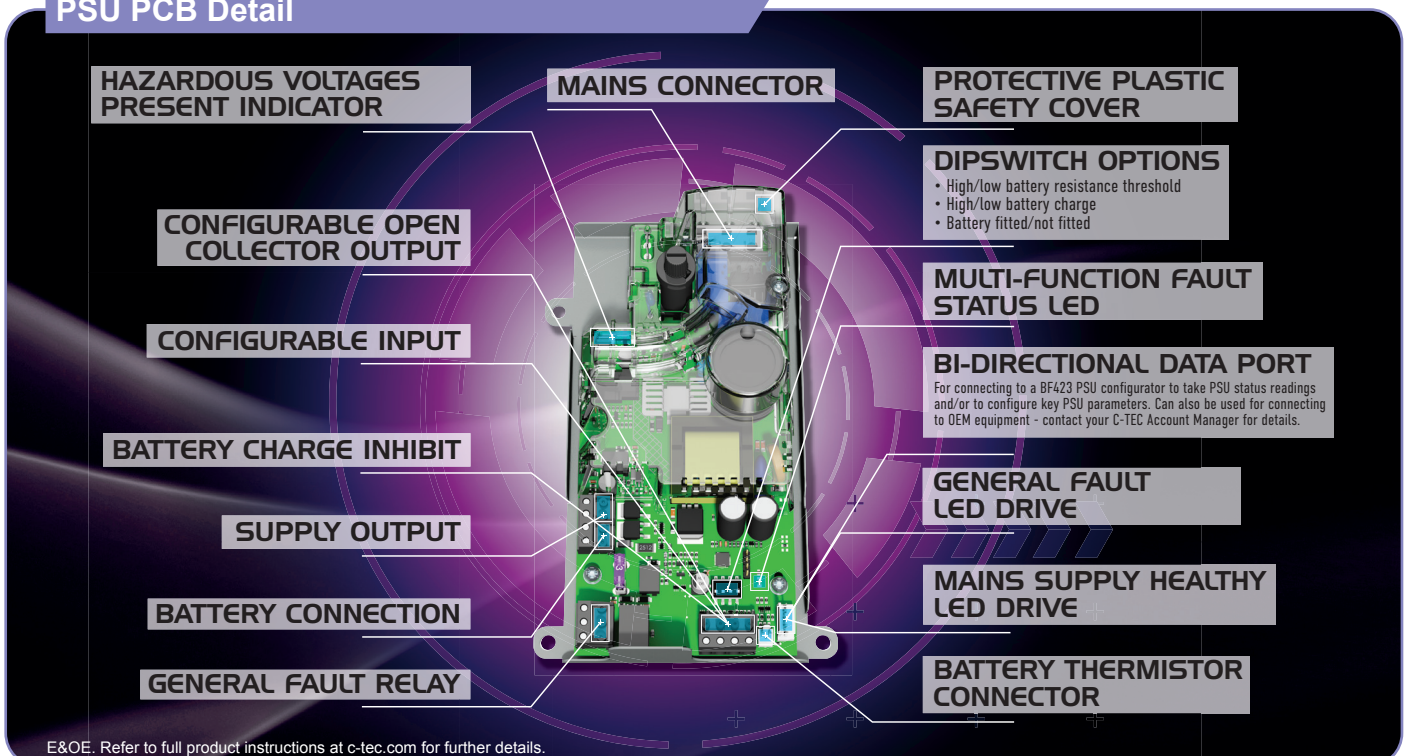 PSU PCB Detail
HAZARDOUS VOLTAGES
PRESENT INDICATOR
MAINS CONNECTOR
PROTECTIVE PLASTIC
SAFETY COVER
DIPSWITCH OPTIONS
• High/low battery resistance threshold
• High/low battery charge
• Battery fitted/not fitted
CONFIGURABLE OPEN
COLLECTOR OUTPUT
MULTI-FUNCTION FAULT
STATUS LED
CONFIGURABLE INPUT
BI-DIRECTIONAL DATA PORT
For connecting to a BF423 PSU configurator to take PSU status readings
and/or to configure key PSU parameters. Can also be used for connecting
to OEM equipment - contact your C-TEC Account Manager for details.
BATTERY CHARGE INHIBIT
GENERAL FAULT
LED DRIVE
SUPPLY OUTPUT
MAINS SUPPLY HEALTHY
LED DRIVE
BATTERY CONNECTION
BATTERY THERMISTOR
CONNECTOR
GENERAL FAULT RELAY
E&OE. Refer to full product instructions at c-tec.com for further details.